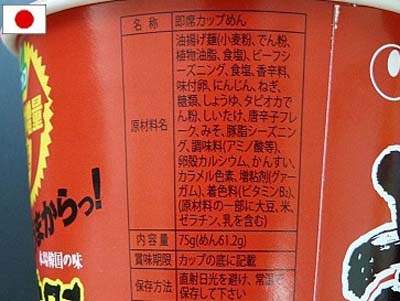 名称 即席カップめん
原材料名
油揚げ麺(小麦粉、でん粉、
植物油脂、食塩)、ビーフシ
ーズニング、食塩、香辛料、
味付卵、にんじん、ねぎ、
糖類、しょうゆ、タピオカで
ん粉、しいたけ、唐辛子フレ
ーク、みそ、豚脂シーズニン
グ、調味料(アミノ酸等)、
卵殻カルシウム、かんすい、
カラメル色素、増粘剤(グァー
ガム)、着色料(ビタミンB₂)、
(原材料の一部に大豆、米、
ゼラチン、乳を含む)
内容量 75g(めん61.2g)
賞味期限 カップの底に記載
保存方法 直射日光を避け、常温で
保存して下さい
増量
まからっ!
韓国の味